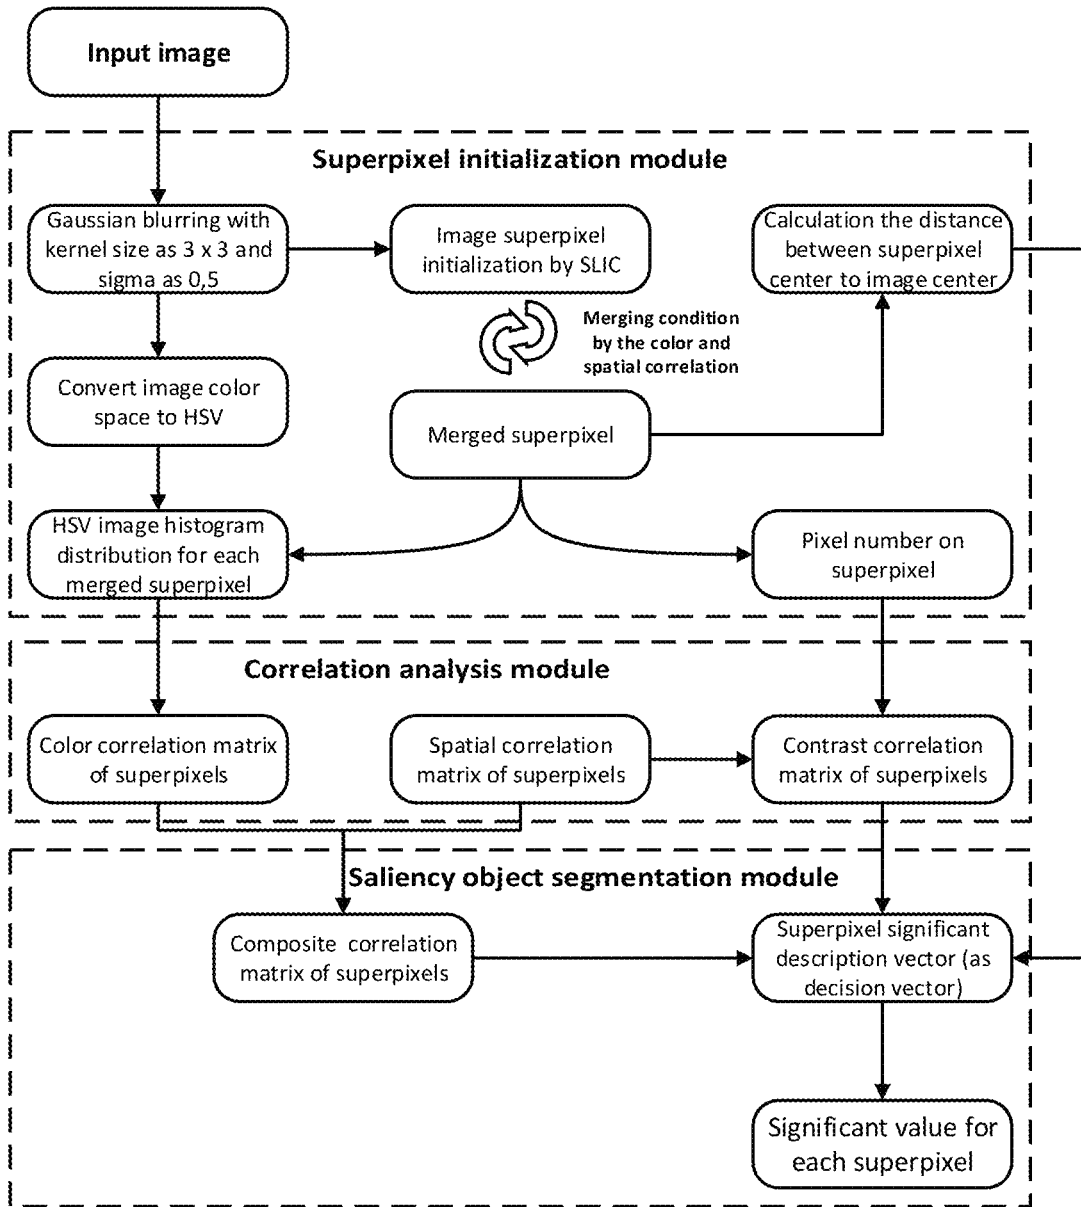 Input image
Superpixel initialization module
Gaussian blurring with
kernel size as 3 x 3 and
sigma as 0,5
Image superpixel
initialization by SLIC
Calculation the distance
between superpixel
center to image center
Merging condition
by the color and
spatial correlation
Convert image color
space to HSV
Merged superpixel
HSV image histogram
distribution for each
merged superpixel
Pixel number on
superpixel
Correlation analysis module
Color correlation matrix
of superpixels
Spatial correlation
matrix of superpixels
Contrast correlation
matrix of superpixels
Saliency object segmentation module
Composite correlation
matrix of superpixels
Superpixel significant
description vector (as
decision vector)
Significant value for
each superpixel